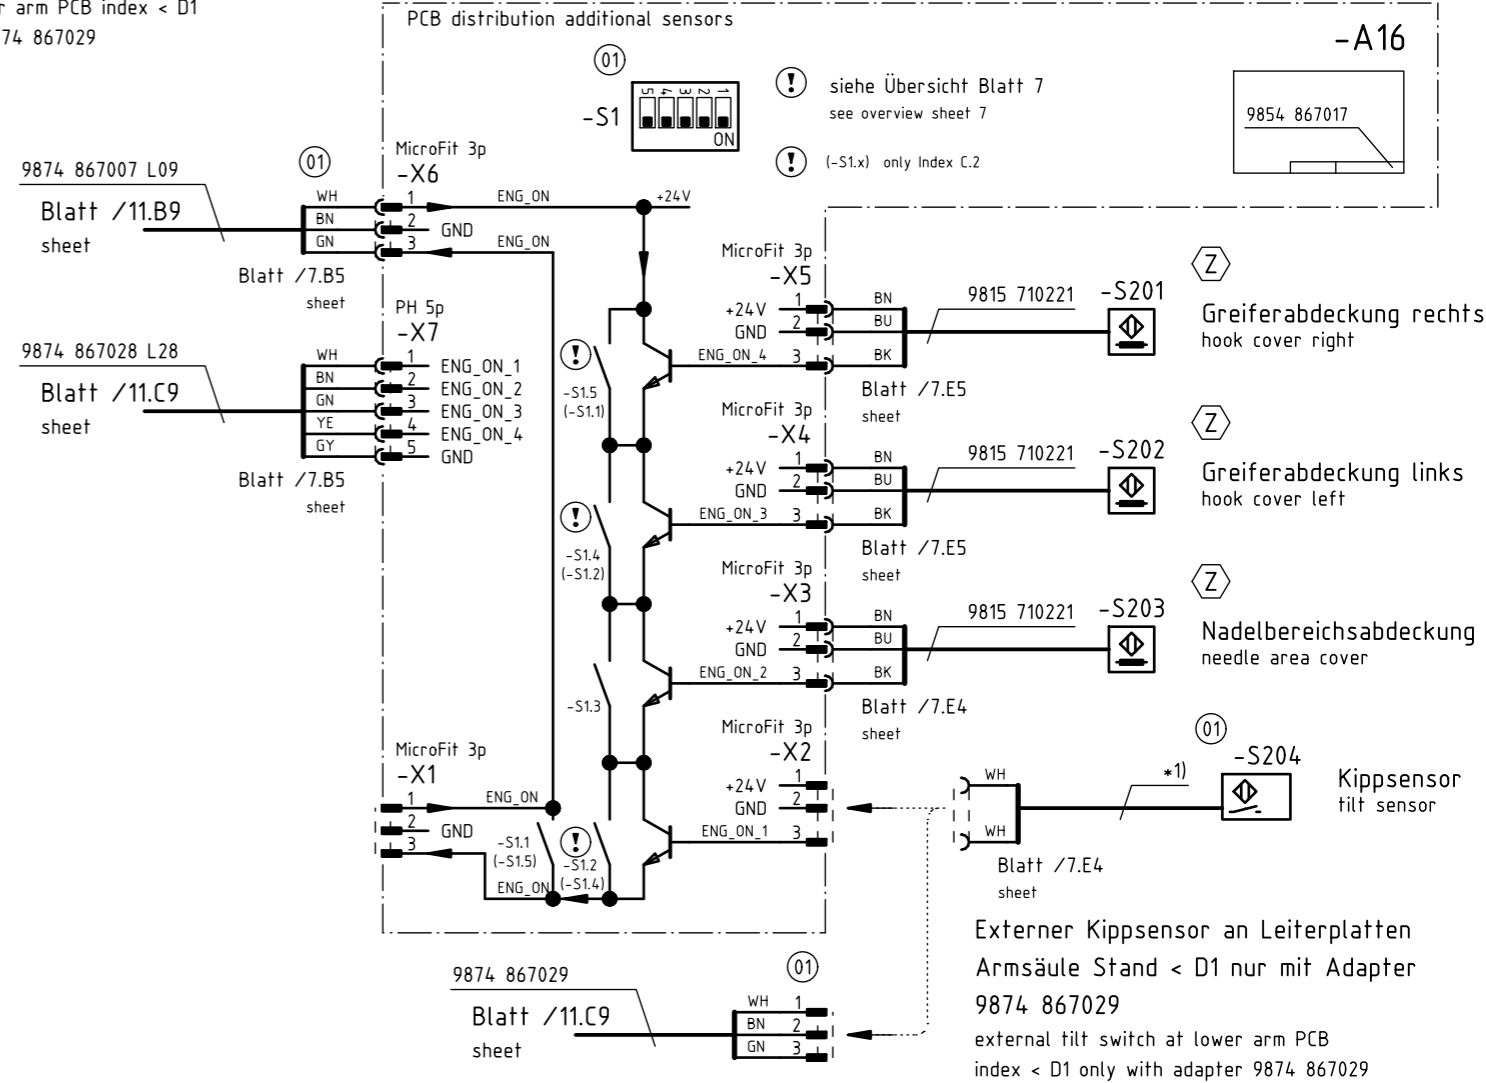 r arm PCB index < D1
74 867029
PCB distribution additional sensors
-A16
01
-S1
5 4 3 2 1
ON
! siehe Übersicht Blatt 7
see overview sheet 7
! (-S1.x) only Index C.2
9854 867017
9874 867007 L09
Blatt /11.B9
sheet
01
WH
BN
GN
MicroFit 3p
-X6
1
2 GND
3
ENG_ON
ENG_ON
+24V
Blatt /7.B5
sheet
9874 867028 L28
Blatt /11.C9
sheet
PH 5p
-X7
WH 1 ENG_ON_1
BN 2 ENG_ON_2
GN 3 ENG_ON_3
YE 4 ENG_ON_4
GY 5 GND
Blatt /7.B5
sheet
MicroFit 3p
-X5
+24V 1 BN
GND 2 BU
ENG_ON_4 3 BK
9815 710221
-S201
Z
Greiferabdeckung rechts
hook cover right
Blatt /7.E5
sheet
!
-S1.5
(-S1.1)
MicroFit 3p
-X4
+24V 1 BN
GND 2 BU
ENG_ON_3 3 BK
9815 710221
-S202
Z
Greiferabdeckung links
hook cover left
Blatt /7.E5
sheet
!
-S1.4
(-S1.2)
MicroFit 3p
-X3
+24V 1 BN
GND 2 BU
ENG_ON_2 3 BK
9815 710221
-S203
Z
Nadelbereichsabdeckung
needle area cover
Blatt /7.E4
sheet
-S1.3
MicroFit 3p
-X2
+24V 1
GND 2
ENG_ON_1 3
WH
WH
*1)
01
-S204
Kippsensor
tilt sensor
Blatt /7.E4
sheet
MicroFit 3p
-X1
1 ENG_ON
2 GND
3
ENG_ON
-S1.1
(-S1.5)
!
-S1.2
(-S1.4)
9874 867029
Blatt /11.C9
sheet
01
WH 1
BN 2
GN 3
Externer Kippsensor an Leiterplatten
Armsäule Stand < D1 nur mit Adapter
9874 867029
external tilt switch at lower arm PCB
index < D1 only with adapter 9874 867029